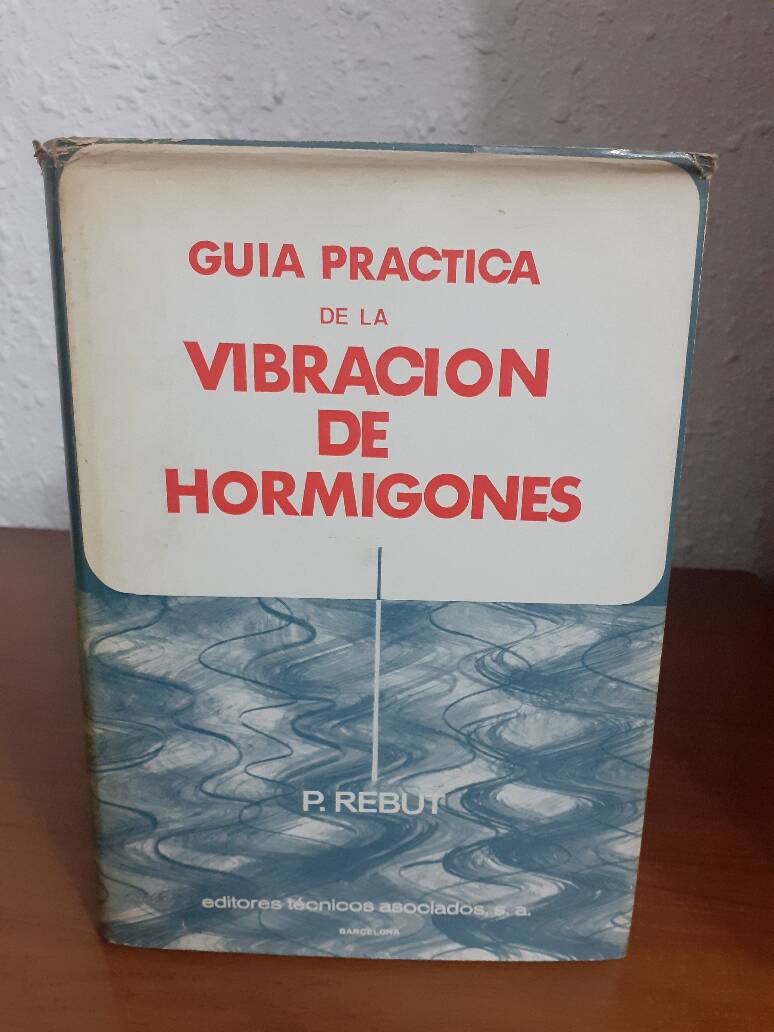 GUIA PRACTICA
DE LA
VIBRACION
DE
HORMIGONES
P. REBUT
editores técnicos asociados, s. a.
BARCELONA